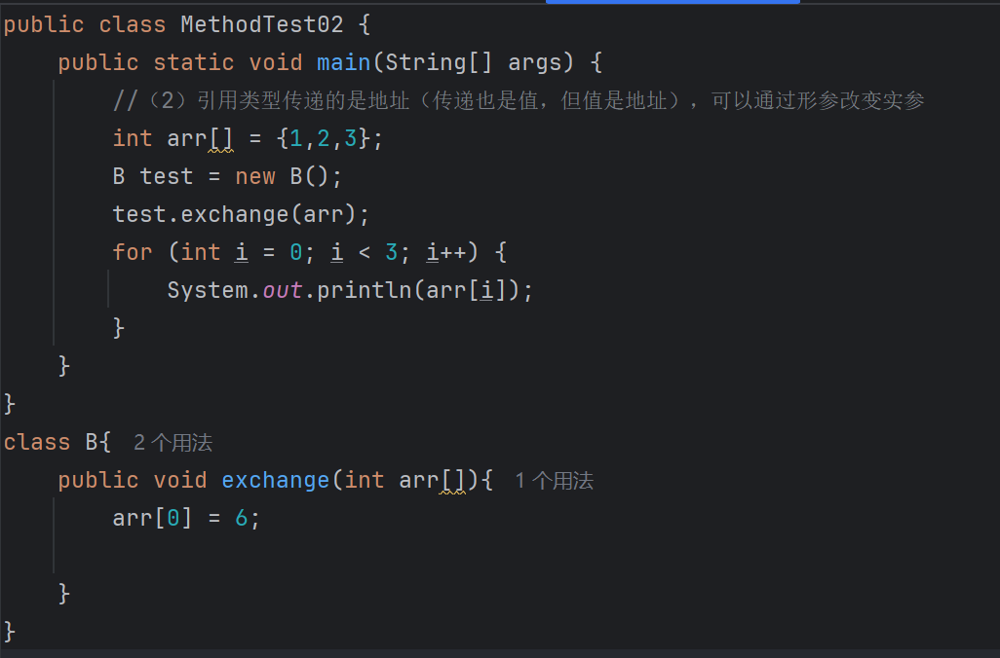 public class MethodTest02 {
    public static void main(String[] args) {
        //（2）引用类型传递的是地址（传递也是值，但值是地址），可以通过形参改变实参
        int arr[] = {1,2,3};
        B test = new B();
        test.exchange(arr);
        for (int i = 0; i < 3; i++) {
            System.out.println(arr[i]);
        }
    }
}
class B{  2 个用法
    public void exchange(int arr[]){  1 个用法
        arr[0] = 6;
    }
}